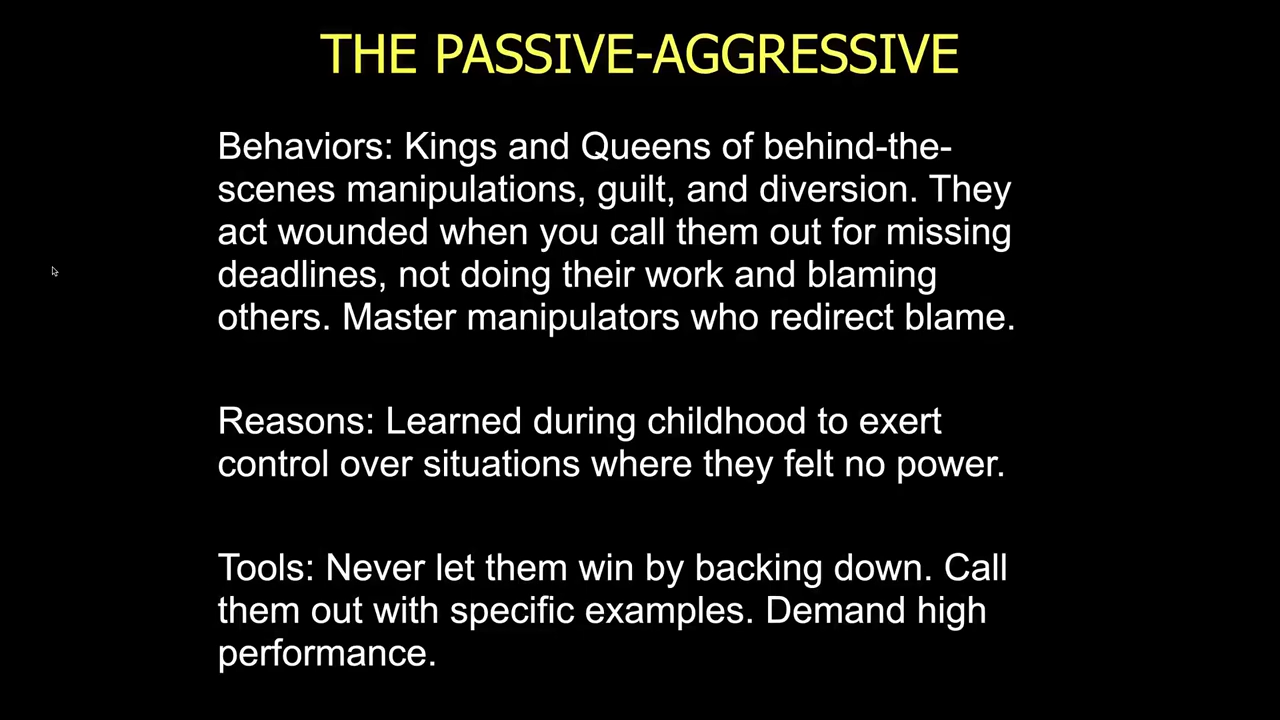 THE PASSIVE-AGGRESSIVE
Behaviors: Kings and Queens of behind-the-
scenes manipulations, guilt, and diversion. They
act wounded when you call them out for missing
deadlines, not doing their work and blaming
others. Master manipulators who redirect blame.
Reasons: Learned during childhood to exert
control over situations where they felt no power.
Tools: Never let them win by backing down. Call
them out with specific examples. Demand high
performance.